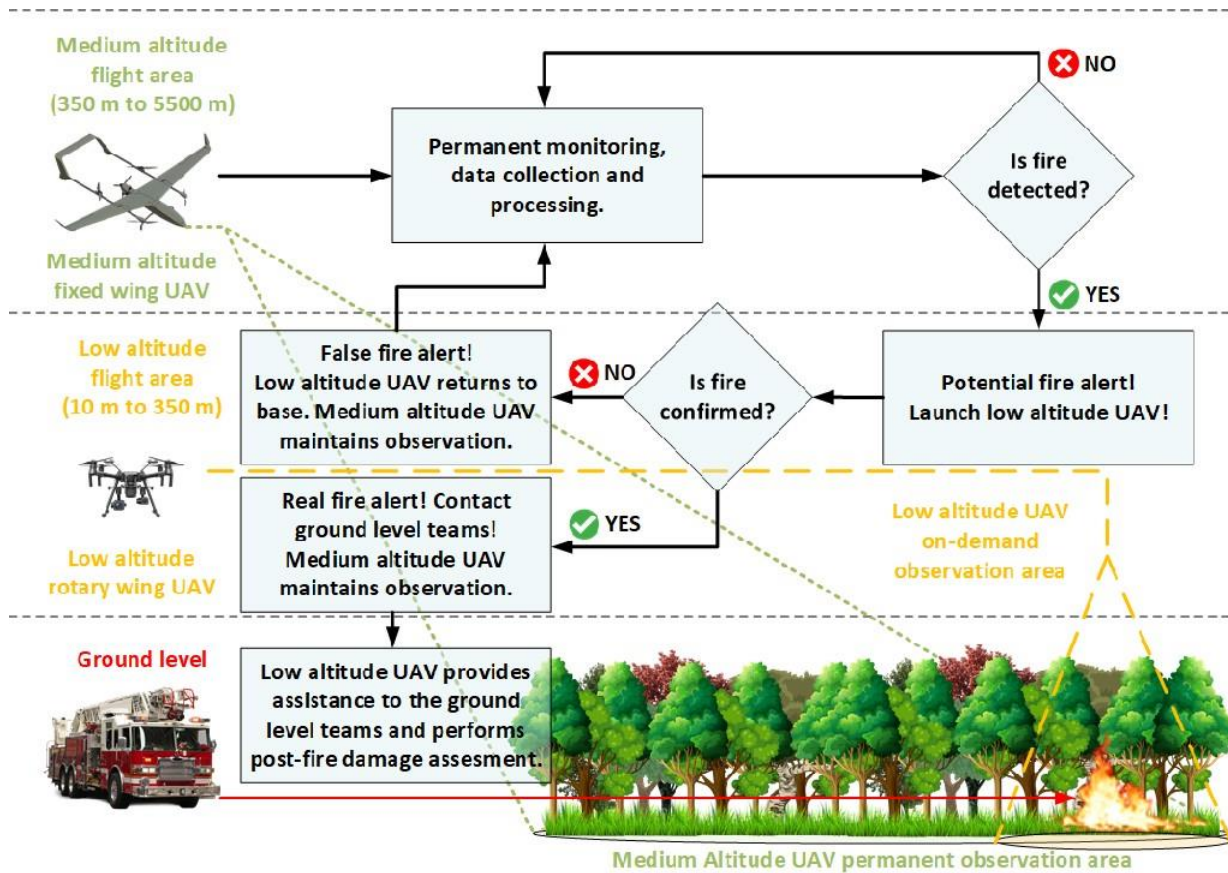 Medium altitude
flight area
(350 m to 5500 m)
Medium altitude
fixed wing UAV
Permanent monitoring,
data collection and
processing.
NO
Is fire
detected?
YES
Low altitude
flight area
(10 m to 350 m)
False fire alert!
Low altitude UAV returns to
base. Medium altitude UAV
maintains observation.
NO
Is fire
confirmed?
Potential fire alert!
Launch low altitude UAV!
Low altitude
rotary wing UAV
Real fire alert! Contact
ground level teams!
Medium altitude UAV
maintains observation.
YES
Low altitude UAV
on-demand
observation area
Ground level
Low altitude UAV provides
assistance to the ground
level teams and performs
post-fire damage assesment.
Medium Altitude UAV permanent observation area